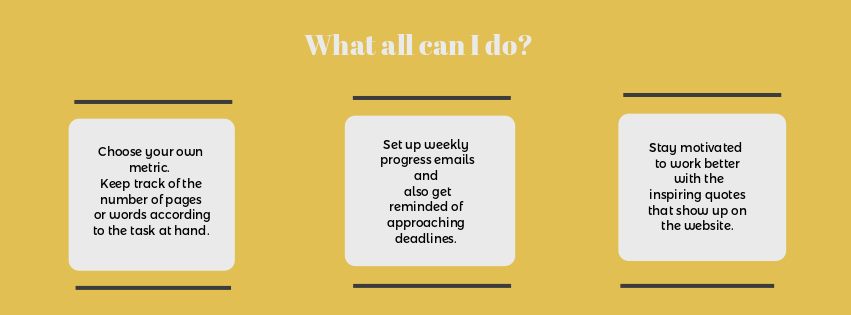 What all can I do?
Choose your own
metric.
Keep track of the
number of pages
or words according
to the task at hand.
Set up weekly
progress emails
and
also get
reminded of
approaching
deadlines.
Stay motivated
to work better
with the
inspiring quotes
that show up on
the website.